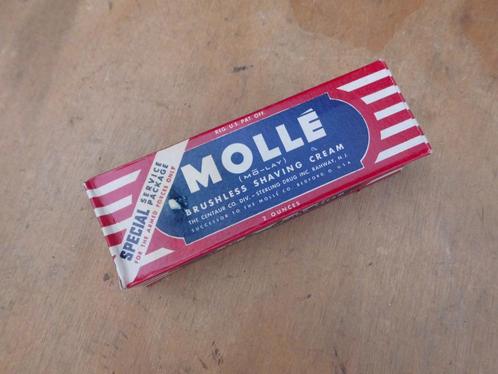 REG. U.S. PAT. OFF.
MOLLÉ
(MŌ-LAY)
BRUSHLESS SHAVING CREAM
THE CENTAUR CO. DIV.-STERLING DRUG INC. RAHWAY, N.J.
SUCCESSOR TO THE MOLLÉ CO. BEDFORD, O. U.S.A.
2 OUNCES
SPECIAL SERVICE
PACKAGE
FOR THE ARMED FORCES ONLY